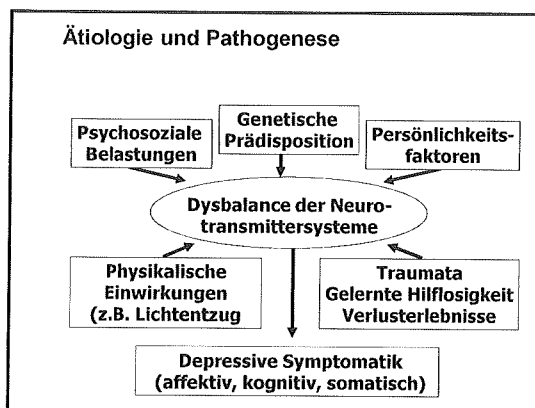 Ätiologie und Pathogenese
Genetische
Prädisposition
Psychosoziale
Belastungen
Persönlichkeits-
faktoren
Dysbalance der Neuro-
transmittersysteme
Physikalische
Einwirkungen
(z.B. Lichtentzug
Traumata
Gelernte Hilflosigkeit
Verlusterlebnisse
Depressive Symptomatik
(affektiv, kognitiv, somatisch)